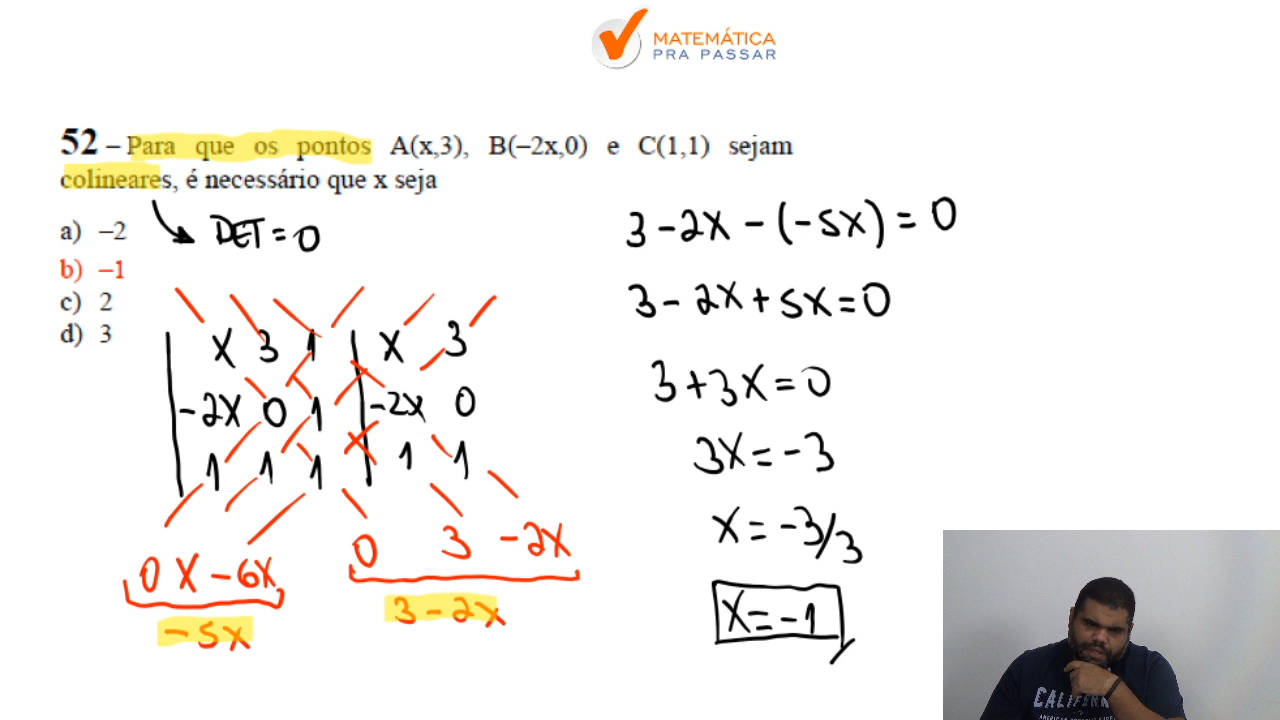 MATEMÁTICA
PRA PASSAR
52 – Para que os pontos A(x,3), B(–2x,0) e C(1,1) sejam
colineares, é necessário que x seja
a) –2
b) –1
c) 2
d) 3
DET = 0
x 3 1 x 3
-2x 0 1 -2x 0
1 1 1 1 1
0 x -6x
-5x
0 3 -2x
3-2x
3-2x-(-5x)=0
3-2x+5x=0
3+3x=0
3x=-3
x=-3/3
x=-1
CALIFORN